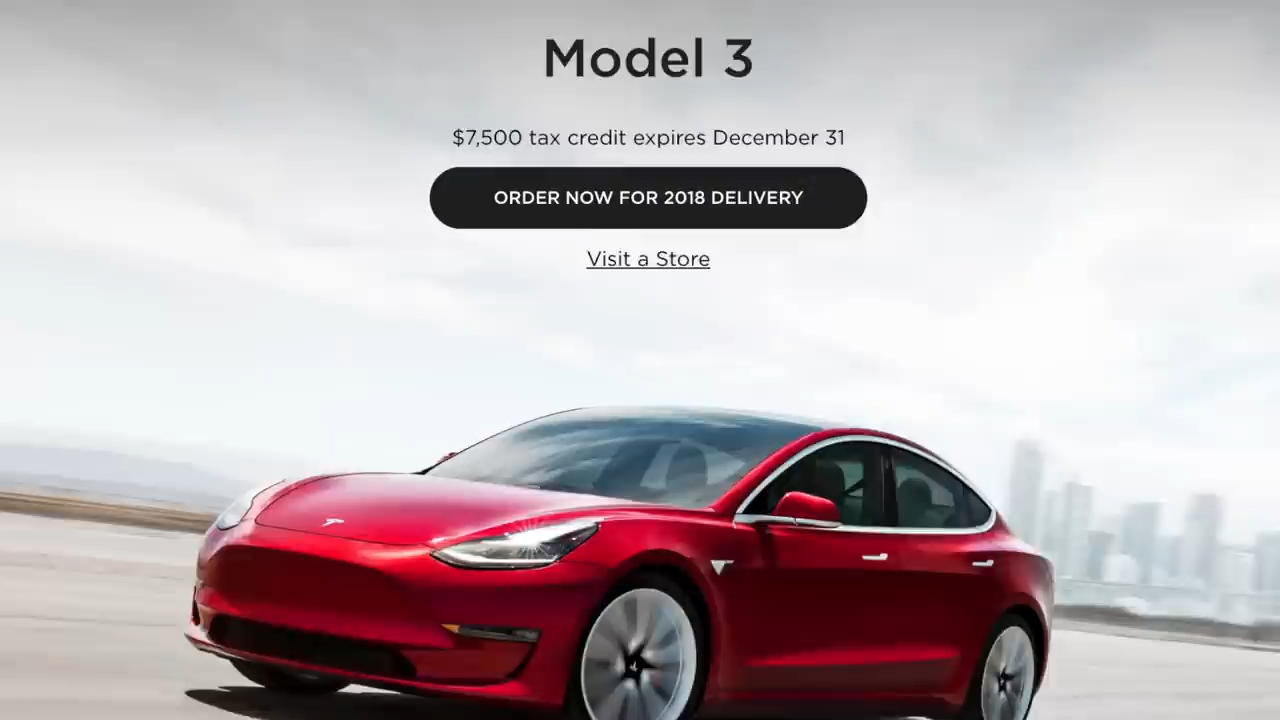 Model 3
$7,500 tax credit expires December 31
ORDER NOW FOR 2018 DELIVERY
Visit a Store